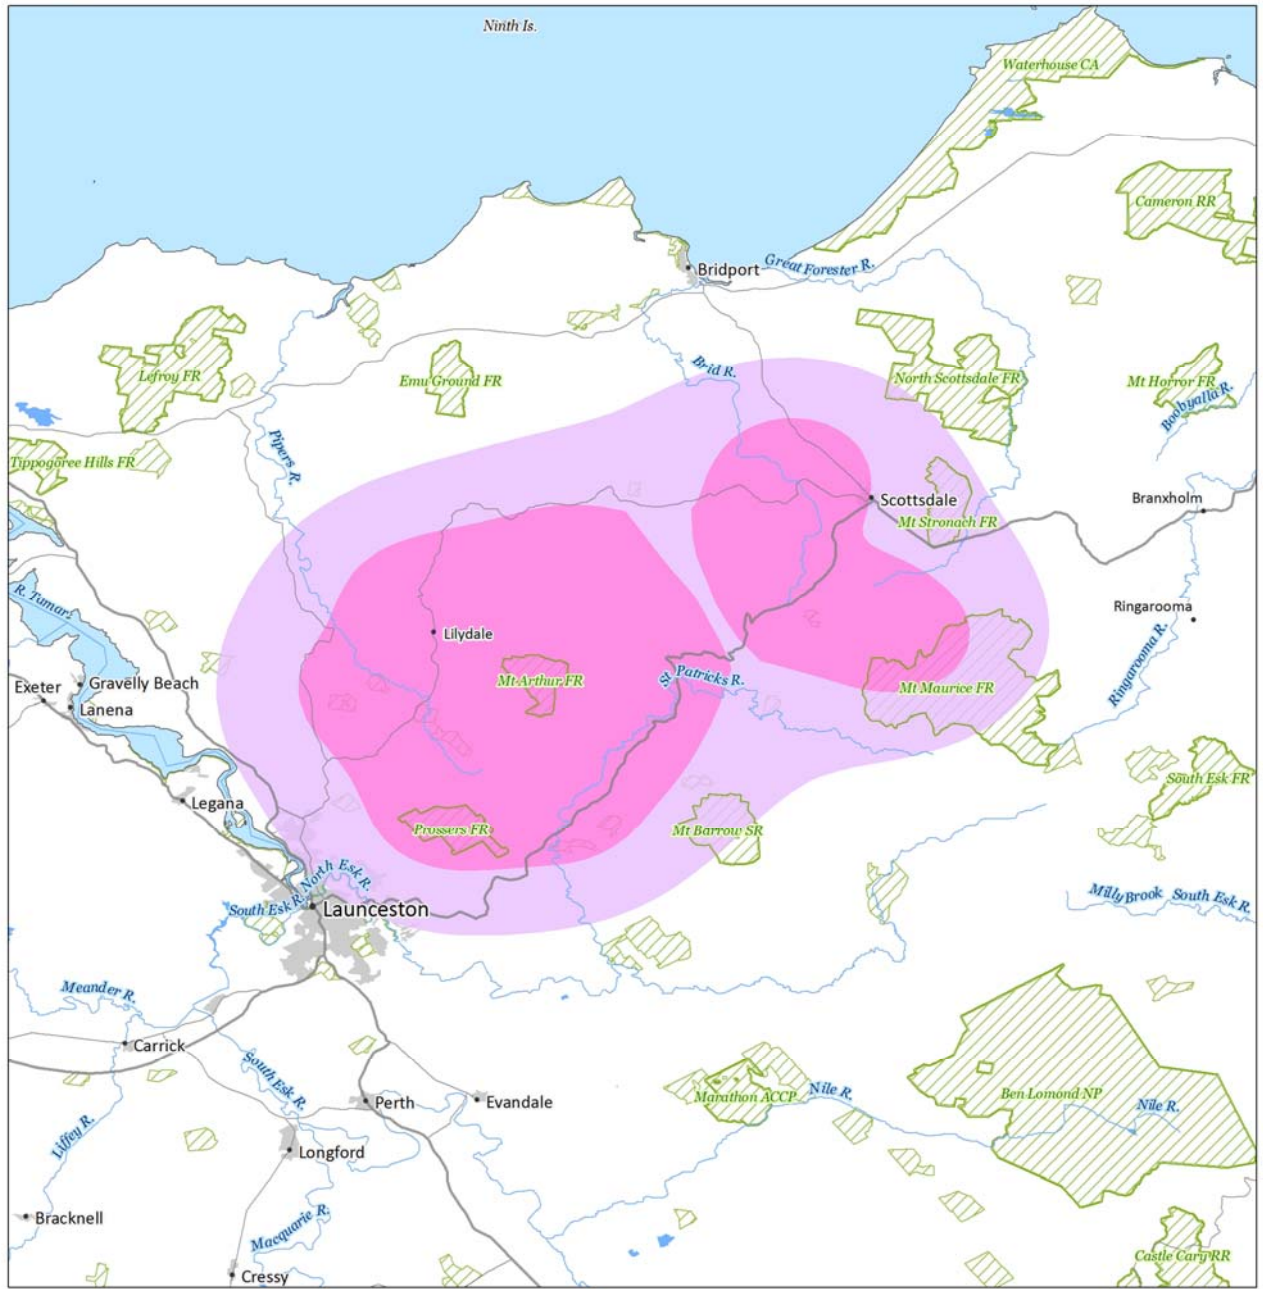 Ninth Is.
Waterhouse CA
Cameron RR
Bridport
Great Forester R.
Lefroy FR
Emu Ground FR
Brid R.
North Scottsdale FR
Mt Horror FR
Boobyalla R.
Pipers R.
Tippogoree Hills FR
Scottsdale
Mt Stronach FR
Branxholm
R. Tamar
Lilydale
Ringarooma
Ringarooma R.
Exeter
Gravelly Beach
Lanena
Mt Arthur FR
St Patricks R.
Mt Maurice FR
Legana
South Esk FR
Prossers FR
Mt Barrow SR
North Esk R.
South Esk R.
Launceston
Milly Brook
South Esk R.
Meander R.
Carrick
South Esk R.
Perth
Evandale
Marathon ACCP
Nile R.
Ben Lomond NP
Nile R.
Liffey R.
Longford
Bracknell
Macquarie R.
Cressy
Castle Cary RR